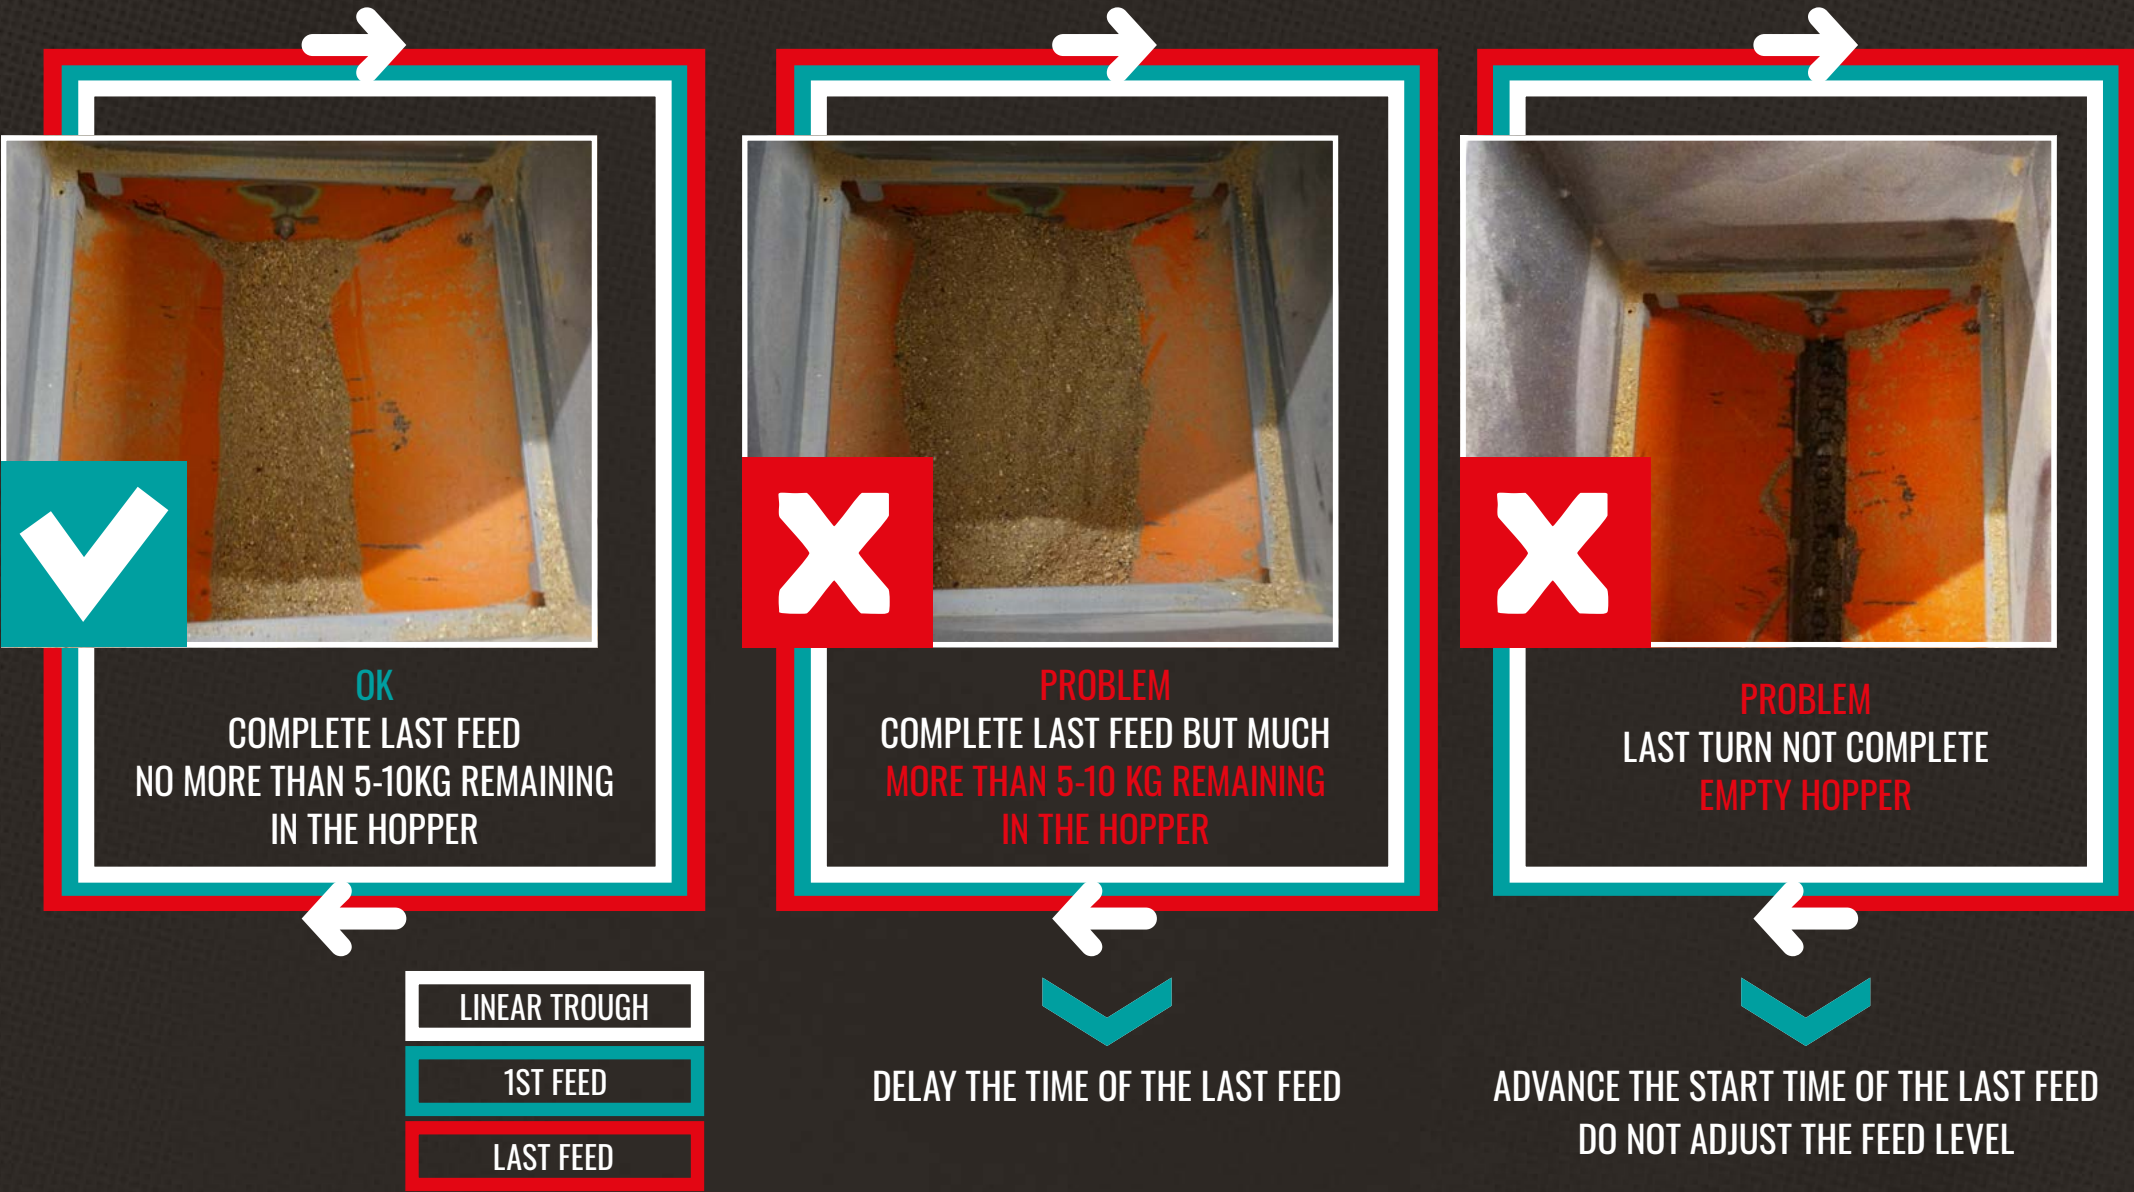 OK
COMPLETE LAST FEED
NO MORE THAN 5-10KG REMAINING
IN THE HOPPER
PROBLEM
COMPLETE LAST FEED BUT MUCH
MORE THAN 5-10 KG REMAINING
IN THE HOPPER
PROBLEM
LAST TURN NOT COMPLETE
EMPTY HOPPER
LINEAR TROUGH
1ST FEED
LAST FEED
DELAY THE TIME OF THE LAST FEED
ADVANCE THE START TIME OF THE LAST FEED
DO NOT ADJUST THE FEED LEVEL